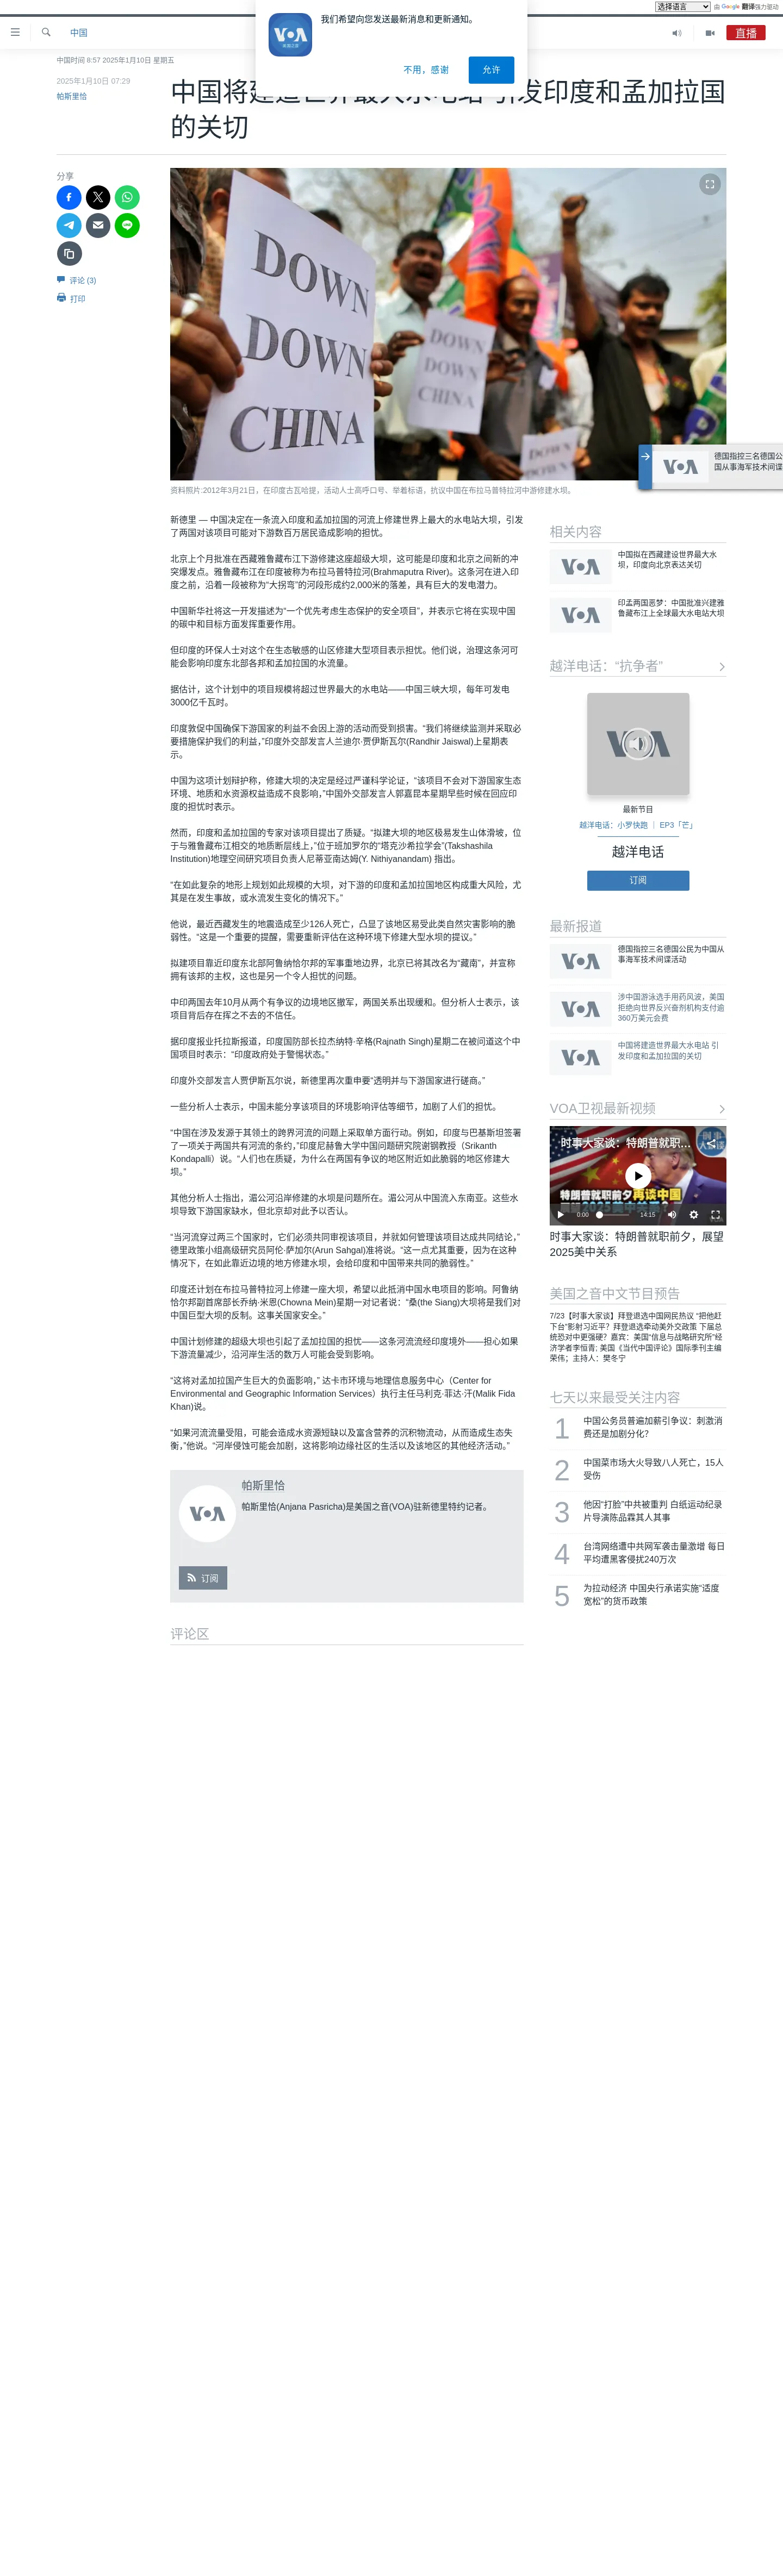 选择语言
由 Google 翻译强力驱动
我们希望向您发送最新消息和更新通知。
VOA
美国之音
不用，感谢
允许
中国
直播
中国时间 8:57 2025年1月10日 星期五
2025年1月10日 07:29
帕斯里恰
引发印度和孟加拉国
的关切
分享
评论 (3)
打印
DOWN
DOWN
CHINA
DOWN
DOWN
CHINA
DOWN
资料照片:2012年3月21日，在印度古瓦哈提，活动人士高呼口号、举着标语，抗议中国在布拉马普特拉河中游修建水坝。
VOA
德国指控三名德国公
国从事海军技术间谍
新德里 — 中国决定在一条流入印度和孟加拉国的河流上修建世界上最大的水电站大坝，引发
了两国对该项目可能对下游数百万居民造成影响的担忧。
北京上个月批准在西藏雅鲁藏布江下游修建这座超级大坝，这可能是印度和北京之间新的冲
突爆发点。雅鲁藏布江在印度被称为布拉马普特拉河(Brahmaputra River)。这条河在进入印
度之前，沿着一段被称为“大拐弯”的河段形成约2,000米的落差，具有巨大的发电潜力。
中国新华社将这一开发描述为“一个优先考虑生态保护的安全项目”，并表示它将在实现中国
的碳中和目标方面发挥重要作用。
但印度的环保人士对这个在生态敏感的山区修建大型项目表示担忧。他们说，治理这条河可
能会影响印度东北部各邦和孟加拉国的水流量。
据估计，这个计划中的项目规模将超过世界最大的水电站——中国三峡大坝，每年可发电
3000亿千瓦时。
印度敦促中国确保下游国家的利益不会因上游的活动而受到损害。“我们将继续监测并采取必
要措施保护我们的利益，”印度外交部发言人兰迪尔·贾伊斯瓦尔(Randhir Jaiswal)上星期表
示。
中国为这项计划辩护称，修建大坝的决定是经过严谨科学论证，“该项目不会对下游国家生态
环境、地质和水资源权益造成不良影响，”中国外交部发言人郭嘉昆本星期早些时候在回应印
度的担忧时表示。
然而，印度和孟加拉国的专家对该项目提出了质疑。“拟建大坝的地区极易发生山体滑坡，位
于与雅鲁藏布江相交的地质断层线上，”位于班加罗尔的“塔克沙希拉学会”(Takshashila
Institution)地理空间研究项目负责人尼蒂亚南达姆(Y. Nithiyanandam) 指出。
“在如此复杂的地形上规划如此规模的大坝，对下游的印度和孟加拉国地区构成重大风险，尤
其是在发生事故，或水流发生变化的情况下。”
他说，最近西藏发生的地震造成至少126人死亡，凸显了该地区易受此类自然灾害影响的脆
弱性。“这是一个重要的提醒，需要重新评估在这种环境下修建大型水坝的提议。”
拟建项目靠近印度东北部阿鲁纳恰尔邦的军事重地边界，北京已将其改名为“藏南”，并宣称
拥有该邦的主权，这也是另一个令人担忧的问题。
中印两国去年10月从两个有争议的边境地区撤军，两国关系出现缓和。但分析人士表示，该
项目背后存在挥之不去的不信任。
据印度报业托拉斯报道，印度国防部长拉杰纳特·辛格(Rajnath Singh)星期二在被问道这个中
国项目时表示：“印度政府处于警惕状态。”
印度外交部发言人贾伊斯瓦尔说，新德里再次重申要“透明并与下游国家进行磋商。”
一些分析人士表示，中国未能分享该项目的环境影响评估等细节，加剧了人们的担忧。
“中国在涉及发源于其领土的跨界河流的问题上采取单方面行动。例如，印度与巴基斯坦签署
了一项关于两国共有河流的条约，”印度尼赫鲁大学中国问题研究院谢钢教授（Srikanth
Kondapalli）说。“人们也在质疑，为什么在两国有争议的地区附近如此脆弱的地区修建大
坝。”
其他分析人士指出，湄公河沿岸修建的水坝是问题所在。湄公河从中国流入东南亚。这些水
坝导致下游国家缺水，但北京却对此予以否认。
“当河流穿过两三个国家时，它们必须共同审视该项目，并就如何管理该项目达成共同结论，”
德里政策小组高级研究员阿伦·萨加尔(Arun Sahgal)准将说。“这一点尤其重要，因为在这种
情况下，在如此靠近边境的地方修建水坝，会给印度和中国带来共同的脆弱性。”
印度还计划在布拉马普特拉河上修建一座大坝，希望以此抵消中国水电项目的影响。阿鲁纳
恰尔邦副首席部长乔纳·米恩(Chowna Mein)星期一对记者说：“桑(the Siang)大坝将是我们对
中国巨型大坝的反制。这事关国家安全。”
中国计划修建的超级大坝也引起了孟加拉国的担忧——这条河流流经印度境外——担心如果
下游流量减少，沿河岸生活的数万人可能会受到影响。
“这将对孟加拉国产生巨大的负面影响，” 达卡市环境与地理信息服务中心（Center for
Environmental and Geographic Information Services）执行主任马利克·菲达·汗(Malik Fida
Khan)说。
“如果河流流量受阻，可能会造成水资源短缺以及富含营养的沉积物流动，从而造成生态失
衡，”他说。“河岸侵蚀可能会加剧，这将影响边缘社区的生活以及该地区的其他经济活动。”
VOA
帕斯里恰
帕斯里恰(Anjana Pasricha)是美国之音(VOA)驻新德里特约记者。
订阅
评论区
相关内容
VOA
中国拟在西藏建设世界最大水
坝，印度向北京表达关切
VOA
印孟两国恶梦：中国批准兴建雅
鲁藏布江上全球最大水电站大坝
越洋电话：“抗争者”
VOA
最新节目
越洋电话：小罗快跑 ｜ EP3「芒」
越洋电话
订阅
最新报道
VOA
德国指控三名德国公民为中国从
事海军技术间谍活动
VOA
涉中国游泳选手用药风波，美国
拒绝向世界反兴奋剂机构支付逾
360万美元会费
VOA
中国将建造世界最大水电站 引
发印度和孟加拉国的关切
VOA卫视最新视频
时事大家谈：特朗普就职...
特朗普就职前夕再谈中国
0:00
14:15
时事大家谈：特朗普就职前夕，展望
2025美中关系
美国之音中文节目预告
7/23【时事大家谈】拜登退选中国网民热议 “把他赶
下台”影射习近平？拜登退选牵动美外交政策 下届总
统恐对中更强硬？嘉宾：美国“信息与战略研究所”经
济学者李恒青; 美国《当代中国评论》国际季刊主编
荣伟；主持人：樊冬宁
七天以来最受关注内容
1
中国公务员普遍加薪引争议：刺激消
费还是加剧分化？
2
中国菜市场大火导致八人死亡，15人
受伤
3
他因“打脸”中共被重判 白纸运动纪录
片导演陈品霖其人其事
4
台湾网络遭中共网军袭击量激增 每日
平均遭黑客侵扰240万次
5
为拉动经济 中国央行承诺实施“适度
宽松”的货币政策